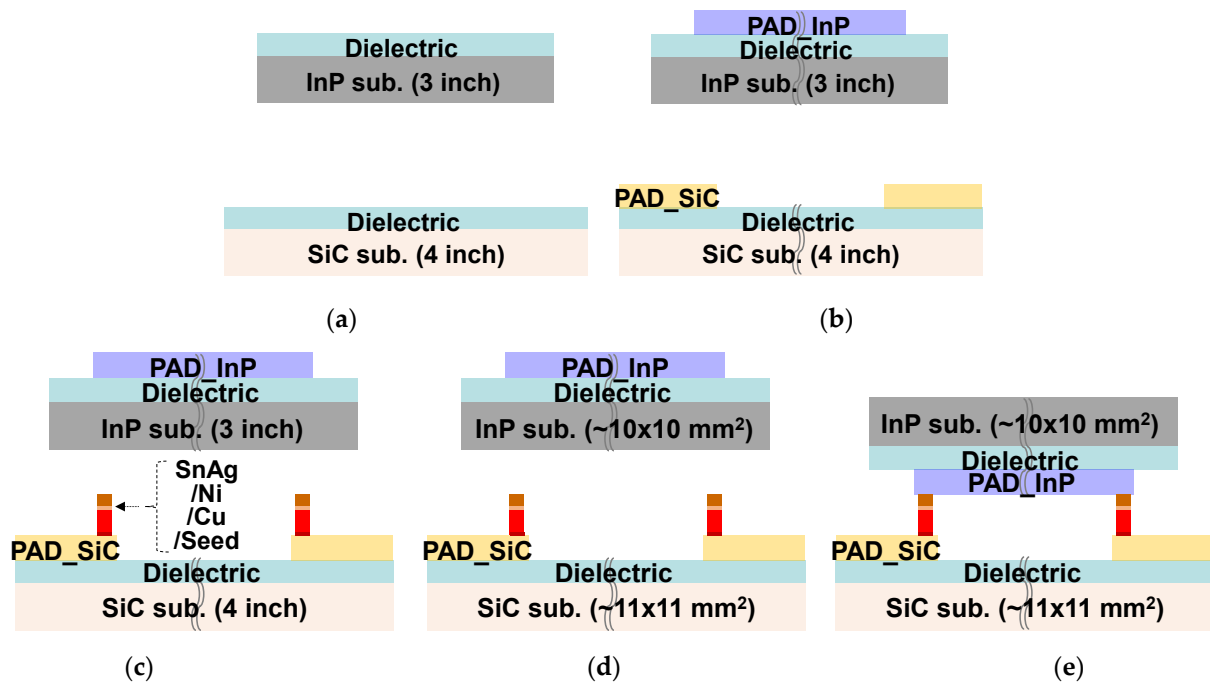 Dielectric
InP sub. (3 inch)
Dielectric
SiC sub. (4 inch)
(a)
PAD_InP
Dielectric
InP sub. (3 inch)
PAD_SiC
Dielectric
SiC sub. (4 inch)
(b)
PAD_InP
Dielectric
InP sub. (3 inch)
SnAg
/Ni
/Cu
/Seed
PAD_SiC
Dielectric
SiC sub. (4 inch)
(c)
PAD_InP
Dielectric
InP sub. (~10x10 mm²)
PAD_SiC
Dielectric
SiC sub. (~11x11 mm²)
(d)
InP sub. (~10x10 mm²)
Dielectric
PAD_InP
PAD_SiC
Dielectric
SiC sub. (~11x11 mm²)
(e)